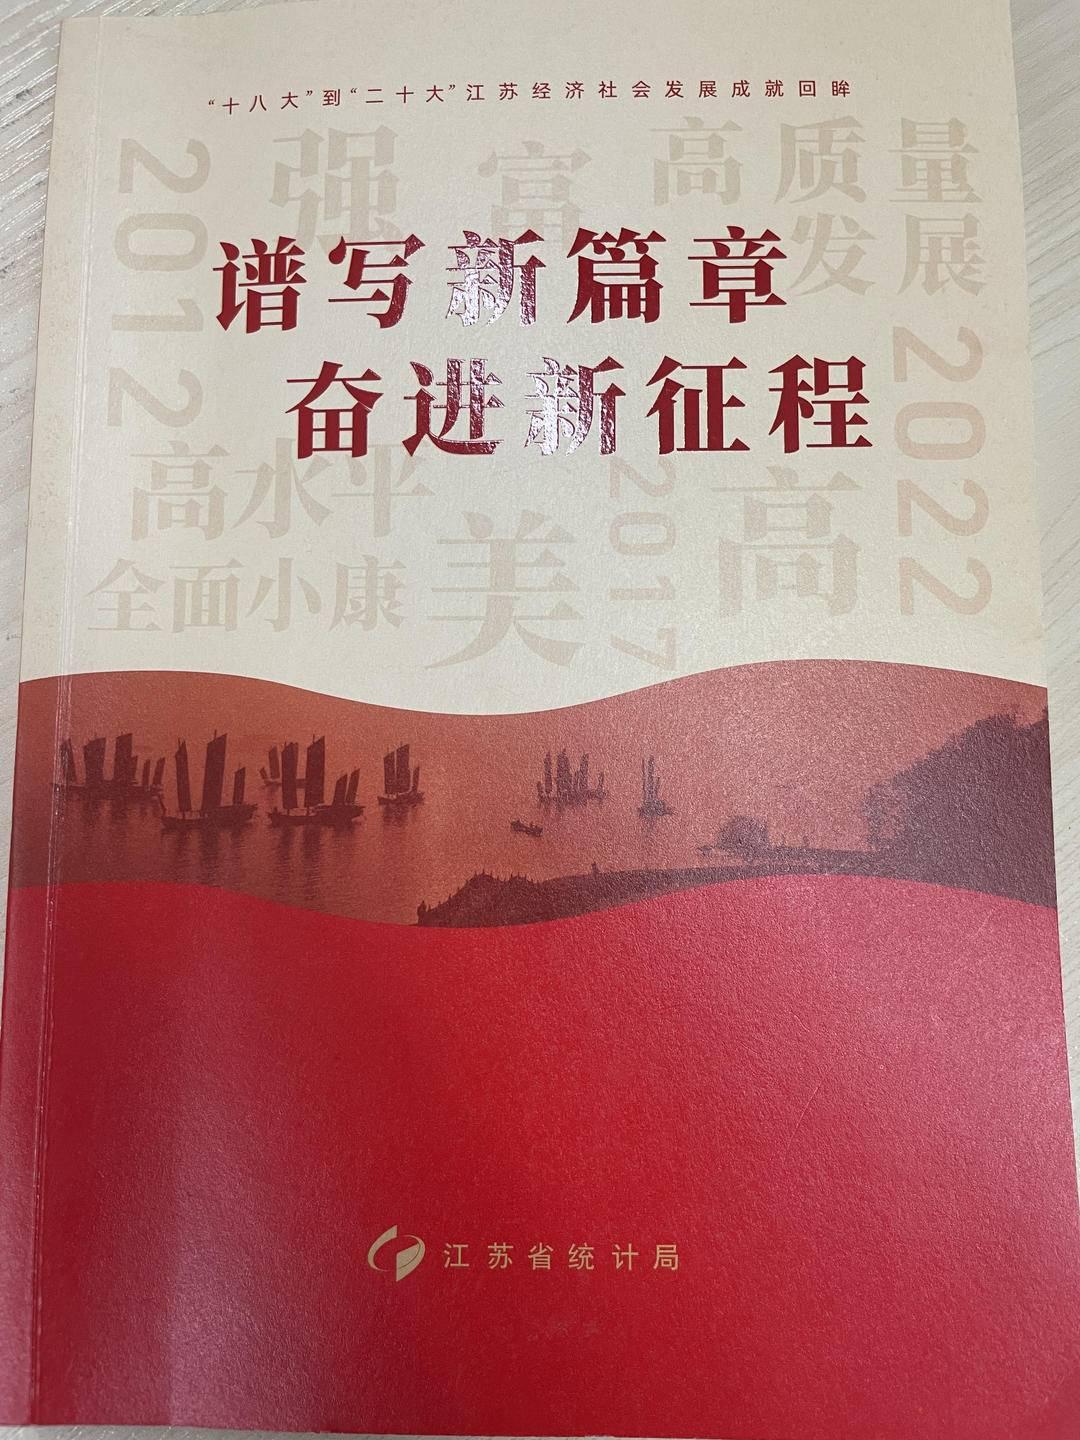 “十八大”到“二十大”江苏经济社会发展成就回眸
2012
强
富
高质量
发展
谱写新篇章
奋进新征程
2022
高水平
全面小康
美
2017
高
江苏省统计局